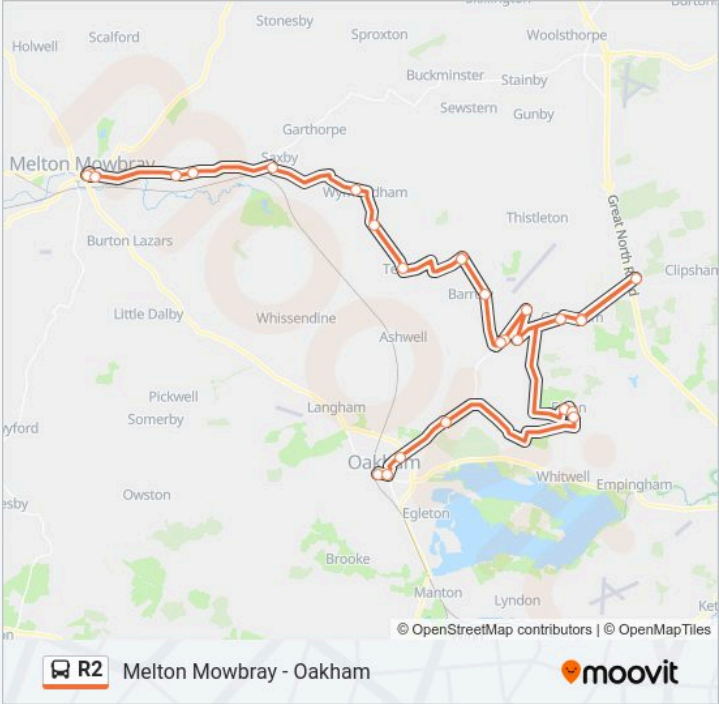 Stonesby
Sproxton
Woolsthorpe
Holwell
Scalford
Buckminster
Stainby
Sewstern
Gunby
Garthorpe
Melton Mowbray
Saxby
Thistleton
Great North Road
Burton Lazars
Clipsham
Little Dalby
Whissendine
Ashwell
Pickwell
Langham
Somerby
Oakham
Whitwell
Empingham
Owston
Egleton
Brooke
Manton
Lyndon
© OpenStreetMap contributors | © OpenMapTiles
R2 Melton Mowbray - Oakham
moovit